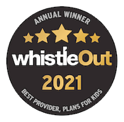 ANNUAL WINNER
whistleOut
2021
BEST PROVIDER, PLANS FOR KIDS